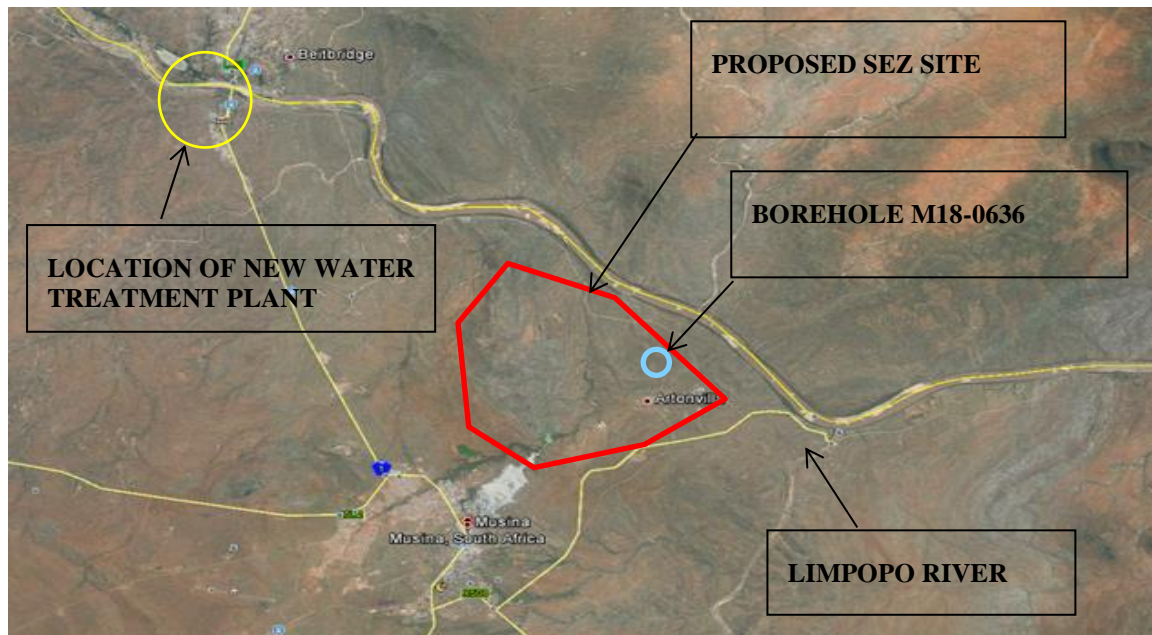 Beitbridge
PROPOSED SEZ SITE
BOREHOLE M18-0636
LOCATION OF NEW WATER
TREATMENT PLANT
Artonvill
Musina
Musina, South Africa
LIMPOPO RIVER